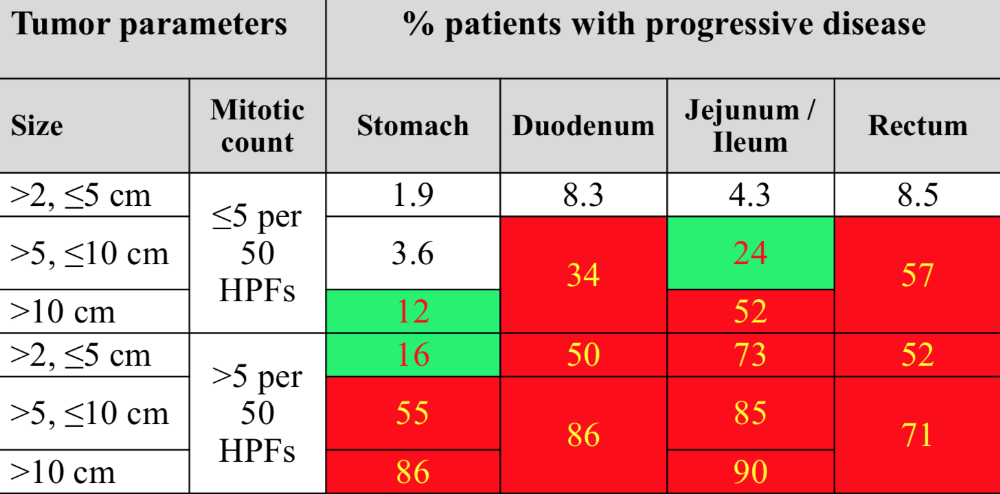 Tumor parameters % patients with progressive disease
Size Mitotic count Stomach Duodenum Jejunum / Ileum Rectum
>2, ≤5 cm ≤5 per 50 HPFs 1.9 8.3 4.3 8.5
>5, ≤10 cm 3.6 34 24 57
>10 cm 12 52
>2, ≤5 cm >5 per 50 HPFs 16 50 73 52
>5, ≤10 cm 55 86 85 71
>10 cm 86 90